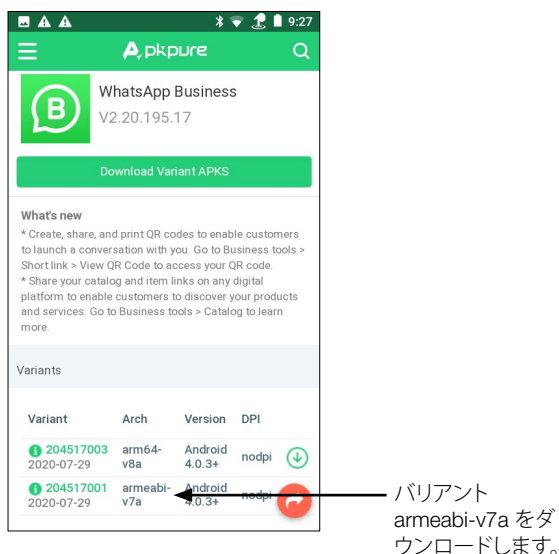 9:27
Apkpure
WhatsApp Business
V2.20.195.17
Download Variant APKS
What's new
* Create, share, and print QR codes to enable customers
to launch a conversation with you. Go to Business tools >
Short link > View QR Code to access your QR code.
* Share your catalog and item links on any digital
platform to enable customers to discover your products
and services. Go to Business tools > Catalog to learn
more.
Variants
Variant Arch Version DPI
204517003 arm64- Android
2020-07-29 v8a 4.0.3+ nodpi
204517001 armeabi- Android
2020-07-29 v7a 4.0.3+ nodpi
バリアント
armeabi-v7a をダ
ウンロードします。